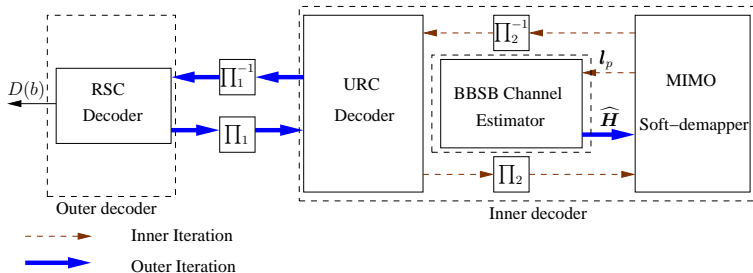 D(b)
RSC
Decoder
∏₁⁻¹
∏₁
URC
Decoder
∏₂⁻¹
BBSB Channel
Estimator
l_p
Ĥ
∏₂
MIMO
Soft−demapper
Outer decoder
Inner decoder
Inner Iteration
Outer Iteration